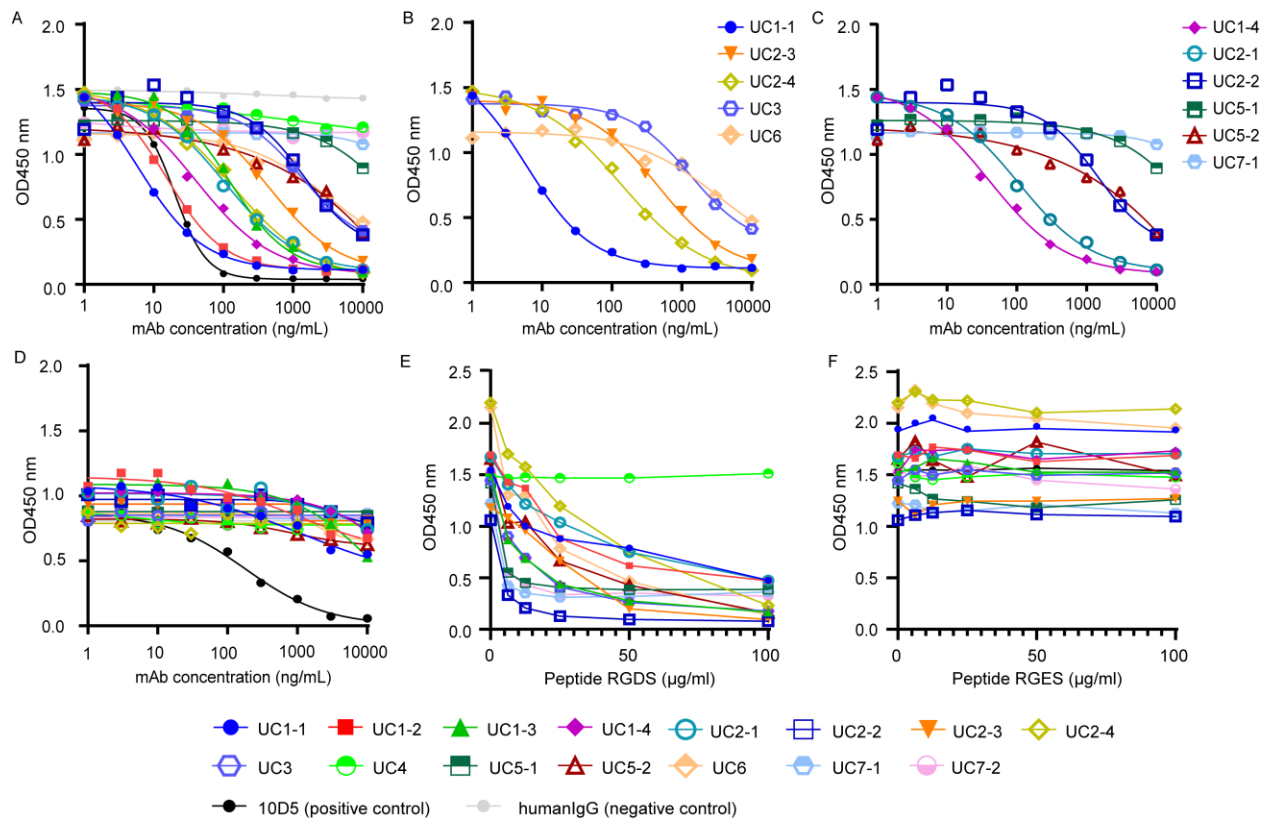 A
2.0
1.5
1.0
0.5
0.0
OD450 nm
1 10 100 1000 10000
mAb concentration (ng/mL)
B
2.0
1.5
1.0
0.5
0.0
OD450 nm
1 10 100 1000 10000
mAb concentration (ng/mL)
UC1-1
UC2-3
UC2-4
UC3
UC6
C
2.0
1.5
1.0
0.5
0.0
OD450 nm
1 10 100 1000 10000
mAb concentration (ng/mL)
UC1-4
UC2-1
UC2-2
UC5-1
UC5-2
UC7-1
D
2.0
1.5
1.0
0.5
0.0
OD450 nm
1 10 100 1000 10000
mAb concentration (ng/mL)
E
2.5
2.0
1.5
1.0
0.5
0.0
OD450 nm
0 50 100
Peptide RGDS (µg/ml)
F
2.5
2.0
1.5
1.0
0.5
0.0
OD450 nm
0 50 100
Peptide RGES (µg/ml)
UC1-1 UC1-2 UC1-3 UC1-4 UC2-1 UC2-2 UC2-3 UC2-4
UC3 UC4 UC5-1 UC5-2 UC6 UC7-1 UC7-2
10D5 (positive control) humanIgG (negative control)